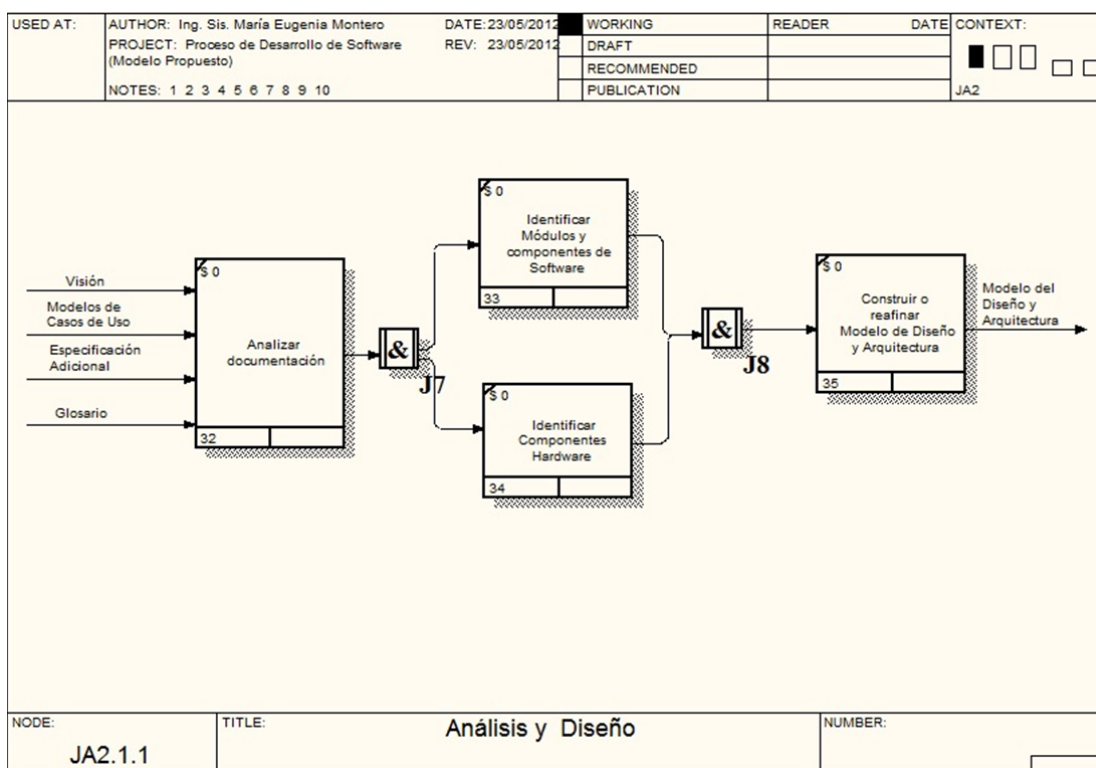 USED AT:
AUTHOR: Ing. Sis. María Eugenia Montero
DATE: 23/05/2012
PROJECT: Proceso de Desarrollo de Software
(Modelo Propuesto)
REV: 23/05/2012
NOTES: 1 2 3 4 5 6 7 8 9 10
WORKING
DRAFT
RECOMMENDED
PUBLICATION
READER
DATE
CONTEXT:
JA2
Visión
Modelos de
Casos de Uso
Especificación
Adicional
Glosario
$ 0
Analizar
documentación
32
&
J7
$ 0
Identificar
Módulos y
componentes de
Software
33
$ 0
Identificar
Componentes
Hardware
34
&
J8
$ 0
Construir o
reafinar
Modelo de Diseño
y Arquitectura
35
Modelo del
Diseño y
Arquitectura
NODE:
JA2.1.1
TITLE:
Análisis y Diseño
NUMBER: